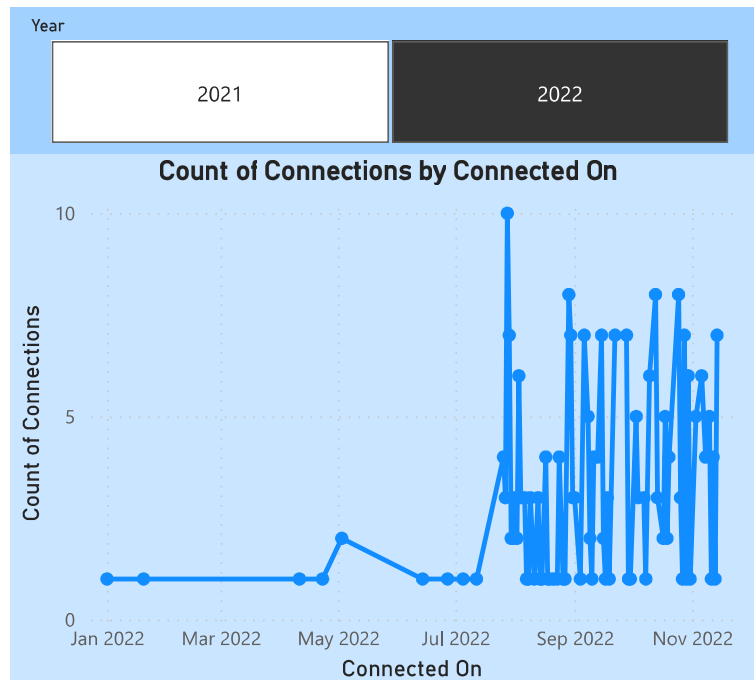 Year
2021
2022
Count of Connections by Connected On
10
5
0
Count of Connections
Jan 2022
Mar 2022
May 2022
Jul 2022
Sep 2022
Nov 2022
Connected On